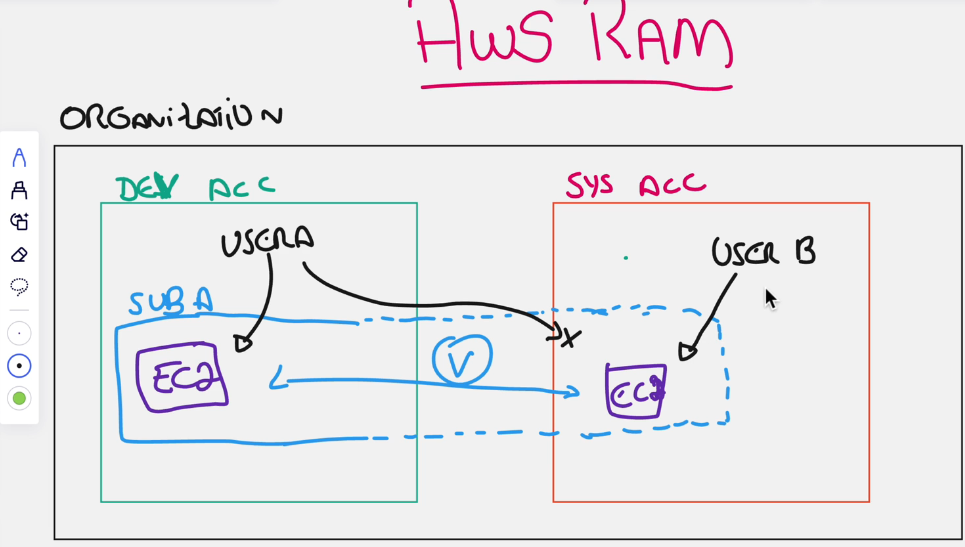 AWS RAM
ORGANIZATION
DEV ACC
SYS ACC
USER A
USER B
SUB A
EC2
V
X
EC2